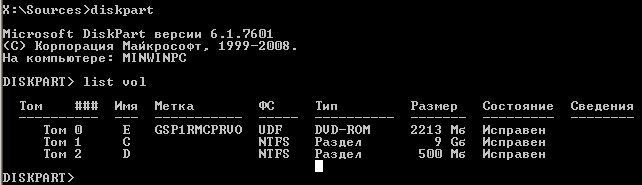 X:\Sources>diskpart
Microsoft DiskPart версии 6.1.7601
(C) Корпорация Майкрософт, 1999-2008.
На компьютере: MINWINPC
DISKPART> list vol
Том ### Имя Метка ФС Тип Размер Состояние Сведения
---------- --- ----------- ----- ---------- ------- --------- --------
Том 0 E GSP1RMCPRVO UDF DVD-ROM 2213 Мб Исправен
Том 1 C NTFS Раздел 9 Gб Исправен
Том 2 D NTFS Раздел 500 Мб Исправен
DISKPART>